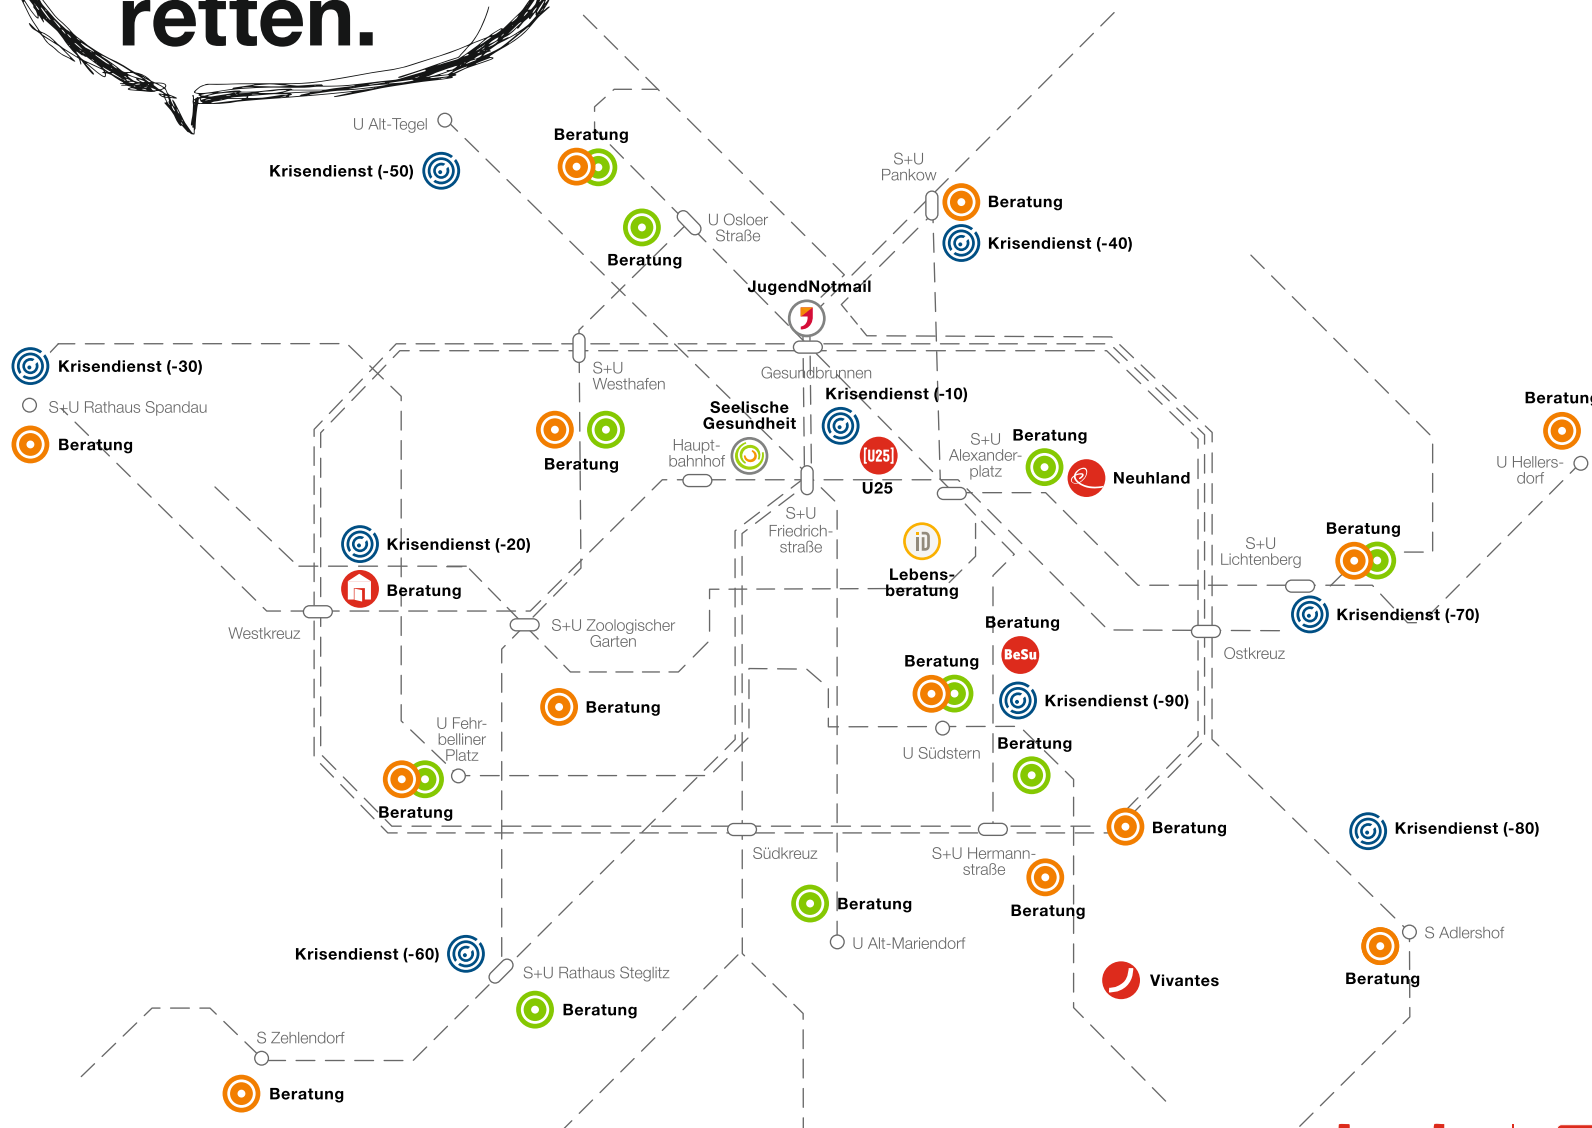 retten.
U Alt-Tegel
Krisendienst (-50)
Beratung
S+U
Pankow
Beratung
Krisendienst (-40)
U Osloer
Straße
Beratung
JugendNotmail
Gesundbrunnen
Krisendienst (-30)
S+U Rathaus Spandau
Beratung
S+U
Westhafen
Beratung
Krisendienst (-10)
Seelische
Gesundheit
Haupt-
bahnhof
[U25]
U25
S+U
Alexander-
platz
Beratung
Neuhland
Beratung
U Hellers-
dorf
S+U
Friedrich-
straße
iD
Lebens-
beratung
Krisendienst (-20)
Beratung
Westkreuz
S+U Zoologischer
Garten
Beratung
S+U
Lichtenberg
Krisendienst (-70)
Ostkreuz
Beratung
BeSu
Beratung
Krisendienst (-90)
Beratung
U Fehr-
belliner
Platz
Beratung
U Südstern
Beratung
Beratung
Südkreuz
S+U Hermann-
straße
Beratung
Krisendienst (-80)
Beratung
U Alt-Mariendorf
S Adlershof
Beratung
Krisendienst (-60)
S+U Rathaus Steglitz
Beratung
Vivantes
S Zehlendorf
Beratung